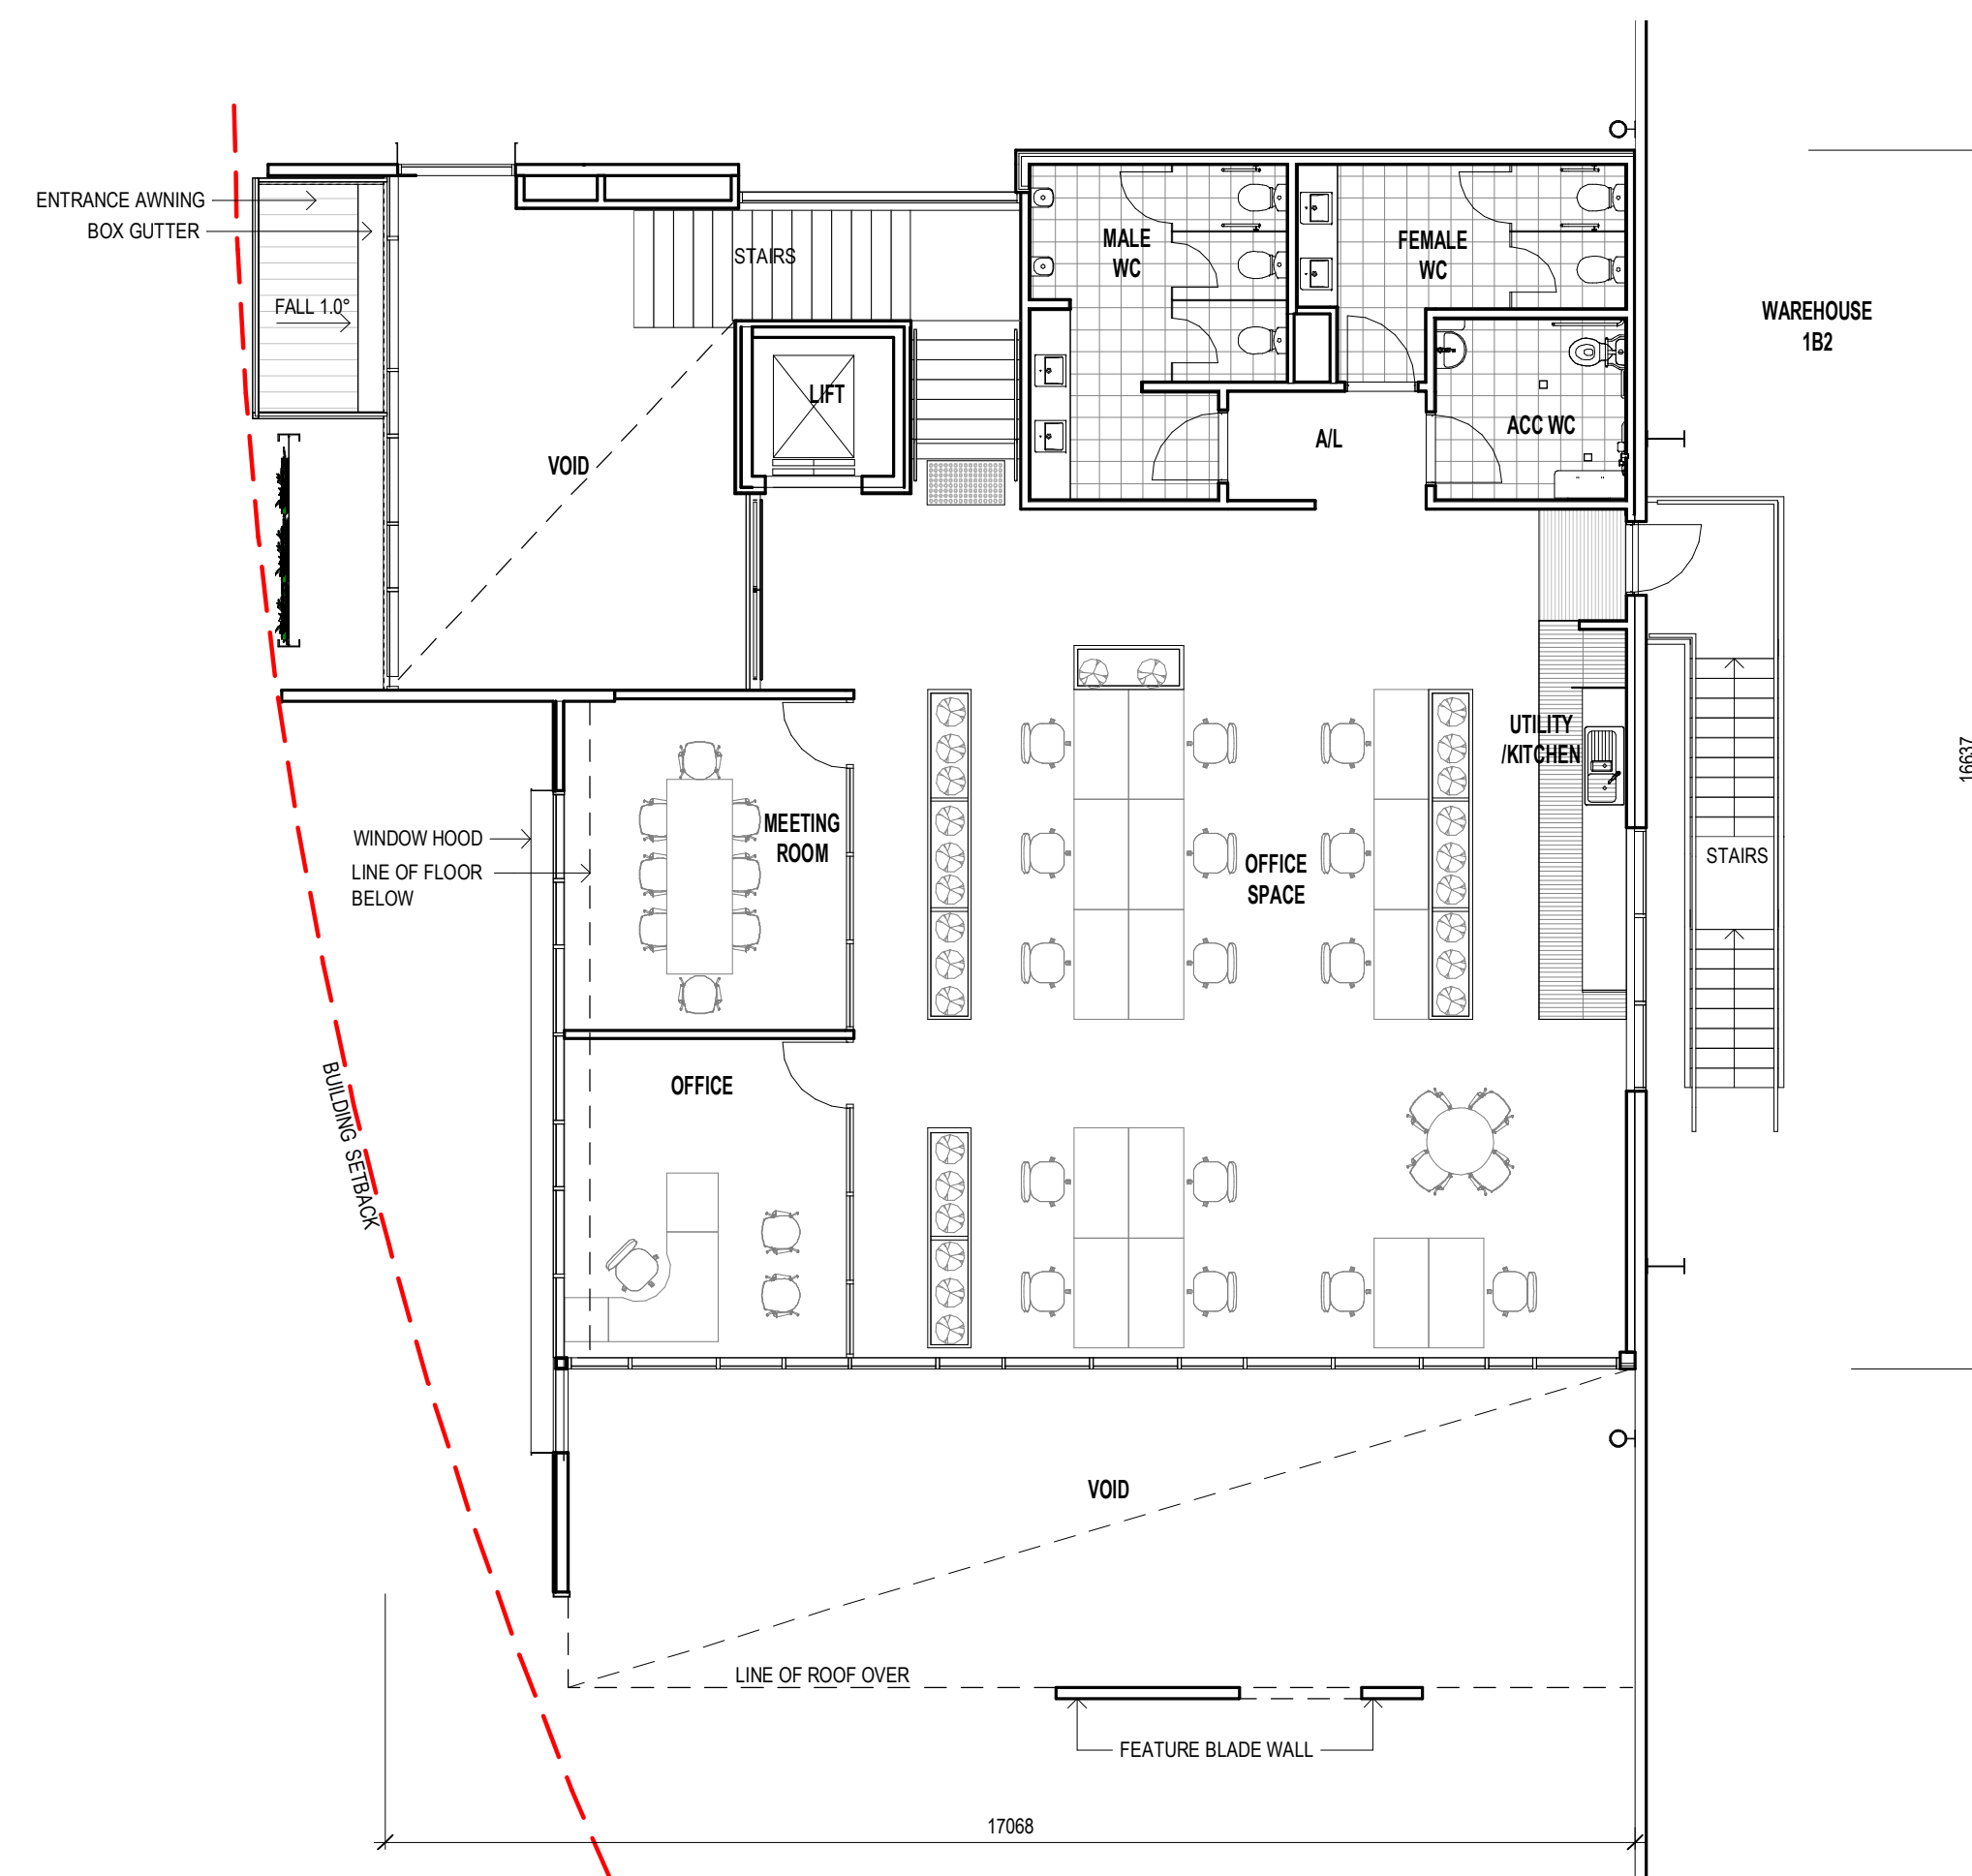 ENTRANCE AWNING
BOX GUTTER
FALL 1.0°
STAIRS
MALE
WC
FEMALE
WC
WAREHOUSE
1B2
LIFT
A/L
ACC WC
VOID
UTILITY
/KITCHEN
16637
WINDOW HOOD
LINE OF FLOOR
BELOW
MEETING
ROOM
OFFICE
SPACE
STAIRS
OFFICE
BUILDING SETBACK
VOID
LINE OF ROOF OVER
FEATURE BLADE WALL
17068